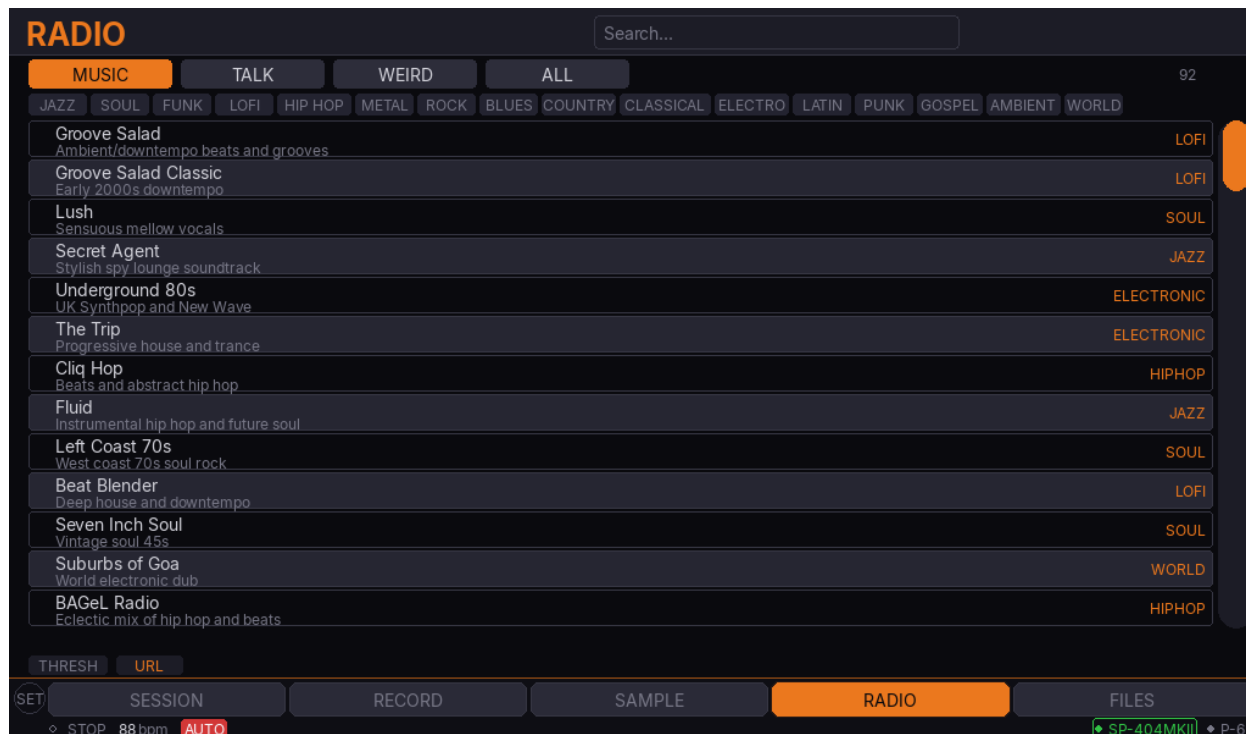 RADIO
Search...
MUSIC TALK WEIRD ALL 92
JAZZ SOUL FUNK LOFI HIP HOP METAL ROCK BLUES COUNTRY CLASSICAL ELECTRO LATIN PUNK GOSPEL AMBIENT WORLD
Groove Salad
Ambient/downtempo beats and grooves
LOFI
Groove Salad Classic
Early 2000s downtempo
LOFI
Lush
Sensuous mellow vocals
SOUL
Secret Agent
Stylish spy lounge soundtrack
JAZZ
Underground 80s
UK Synthpop and New Wave
ELECTRONIC
The Trip
Progressive house and trance
ELECTRONIC
Cliq Hop
Beats and abstract hip hop
HIPHOP
Fluid
Instrumental hip hop and future soul
JAZZ
Left Coast 70s
West coast 70s soul rock
SOUL
Beat Blender
Deep house and downtempo
LOFI
Seven Inch Soul
Vintage soul 45s
SOUL
Suburbs of Goa
World electronic dub
WORLD
BAGeL Radio
Eclectic mix of hip hop and beats
HIPHOP
THRESH URL
SET SESSION RECORD SAMPLE RADIO FILES
STOP 88 bpm AUTO SP-404MKII P-6